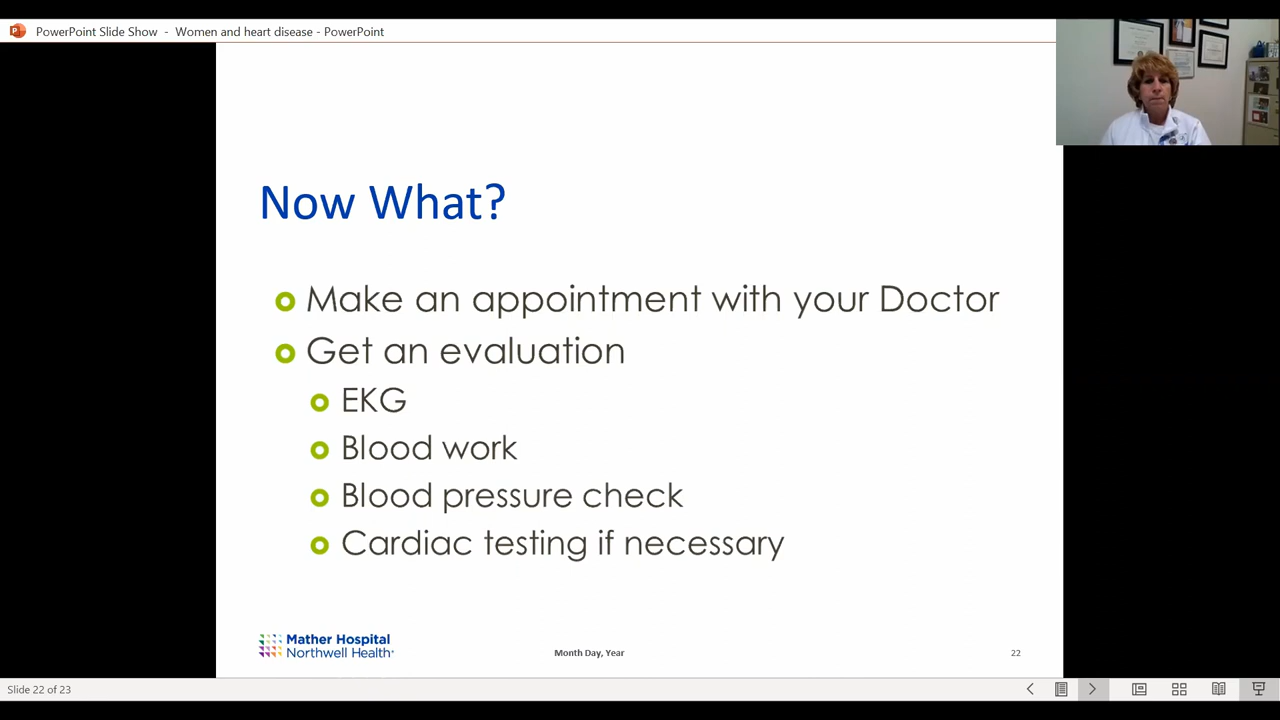 PowerPoint Slide Show - Women and heart disease - PowerPoint
Now What?
Make an appointment with your Doctor
Get an evaluation
EKG
Blood work
Blood pressure check
Cardiac testing if necessary
Mather Hospital
Northwell Health®
Month Day, Year
22
Slide 22 of 23